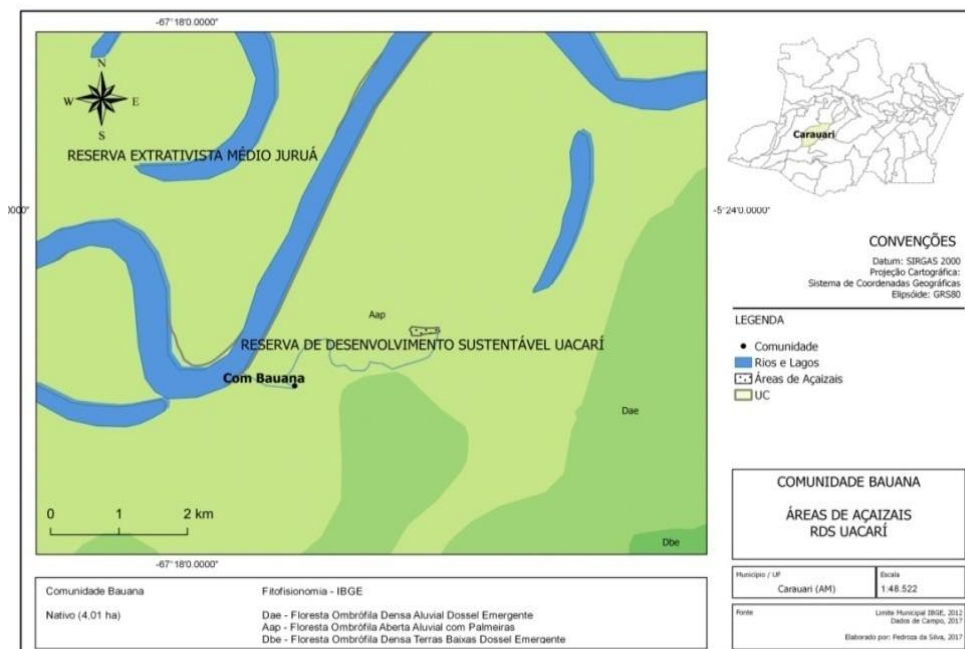 -67°18'0.0000"
N
W E
S
RESERVA EXTRATIVISTA MÉDIO JURUÁ
Carauari
0000"
-5°24'0.0000"
CONVENÇÕES
Datum: SIRGAS 2000
Projeção Cartográfica:
Sistema de Coordenadas Geográficas
Elipsóide: GRS80
Aap
RESERVA DE DESENVOLVIMENTO SUSTENTÁVEL UACARÍ
Com Bauana
Dae
LEGENDA
Comunidade
Rios e Lagos
Áreas de Açaizais
UC
0 1 2 km
Dbe
-67°18'0.0000"
COMUNIDADE BAUANA
ÁREAS DE AÇAIZAIS
RDS UACARÍ
Município / UF
Carauari (AM)
Escala
1:48.522
Fonte
Limite Municipal IBGE, 2012
Dados de Campo, 2017
Elaborado por: Pedroza da Silva, 2017
Comunidade Bauana
Nativo (4,01 ha)
Fitofisionomia - IBGE
Dae - Floresta Ombrófila Densa Aluvial Dossel Emergente
Aap - Floresta Ombrófila Aberta Aluvial com Palmeiras
Dbe - Floresta Ombrófila Densa Terras Baixas Dossel Emergente